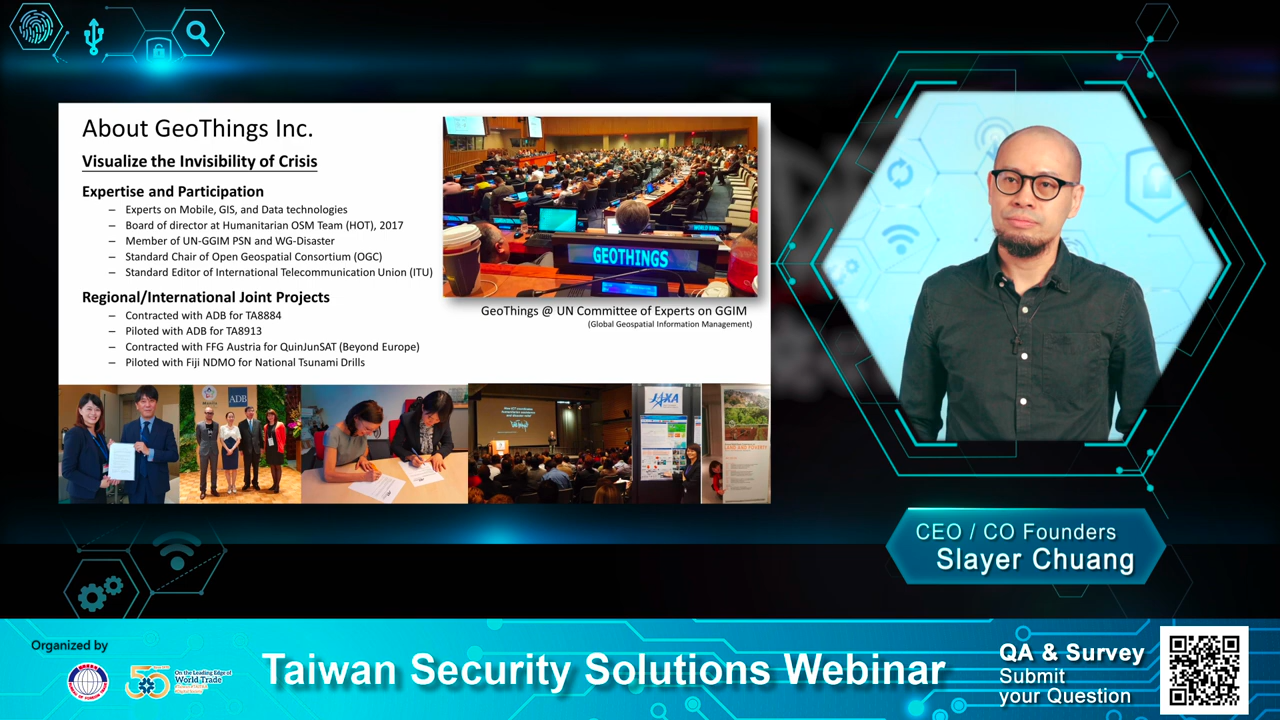 About GeoThings Inc.
Visualize the Invisibility of Crisis
Expertise and Participation
– Experts on Mobile, GIS, and Data technologies
– Board of director at Humanitarian OSM Team (HOT), 2017
– Member of UN-GGIM PSN and WG-Disaster
– Standard Chair of Open Geospatial Consortium (OGC)
– Standard Editor of International Telecommunication Union (ITU)
Regional/International Joint Projects
– Contracted with ADB for TA8884
– Piloted with ADB for TA8913
– Contracted with FFG Austria for QuinJunSAT (Beyond Europe)
– Piloted with Fiji NDMO for National Tsunami Drills
GEOTHINGS
WORLD BANK
GeoThings @ UN Committee of Experts on GGIM
(Global Geospatial Information Management)
ADB
JAXA
LAND AND POVERTY
CEO / CO Founders
Slayer Chuang
Organized by
50
On the Leading Edge of
World Trade
Taiwan Security Solutions Webinar
QA & Survey
Submit
your Question